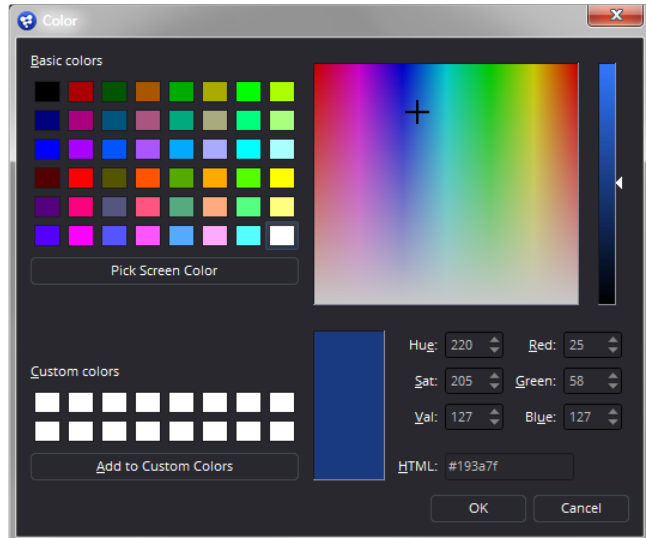 Color
x
Basic colors
Pick Screen Color
Hue: 220 Red: 25
Sat: 205 Green: 58
Val: 127 Blue: 127
Custom colors
HTML: #193a7f
Add to Custom Colors
OK Cancel